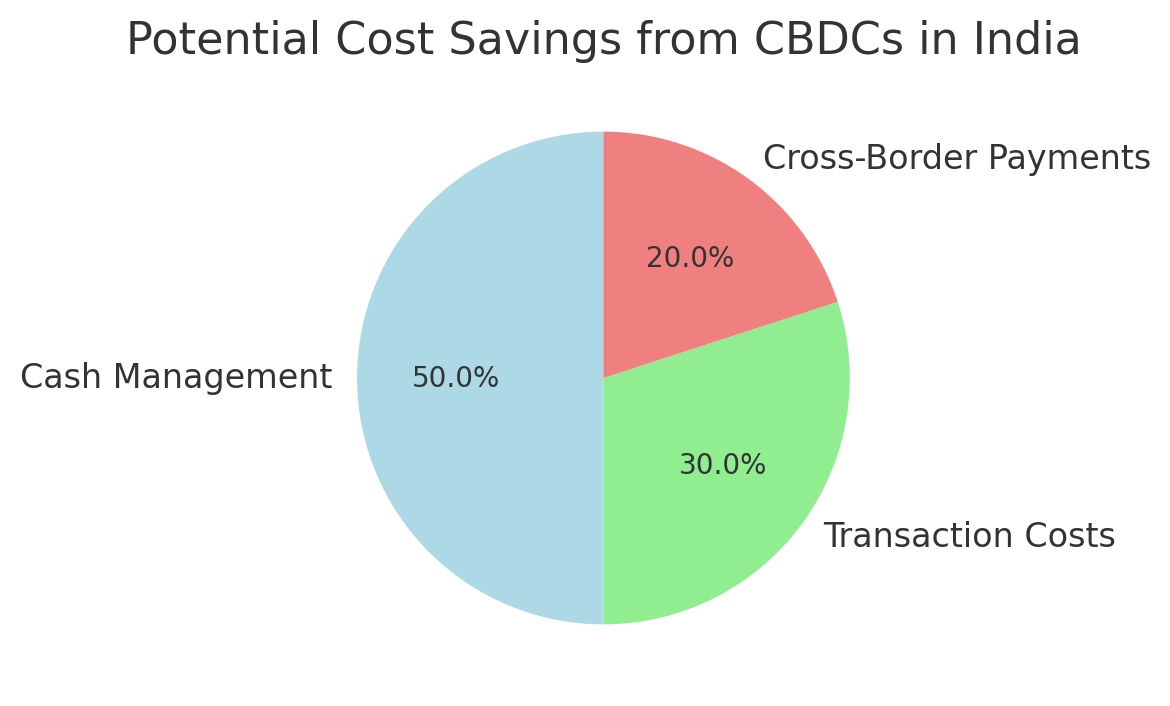 Potential Cost Savings from CBDCs in India
Cross-Border Payments
20.0%
Cash Management
50.0%
30.0%
Transaction Costs